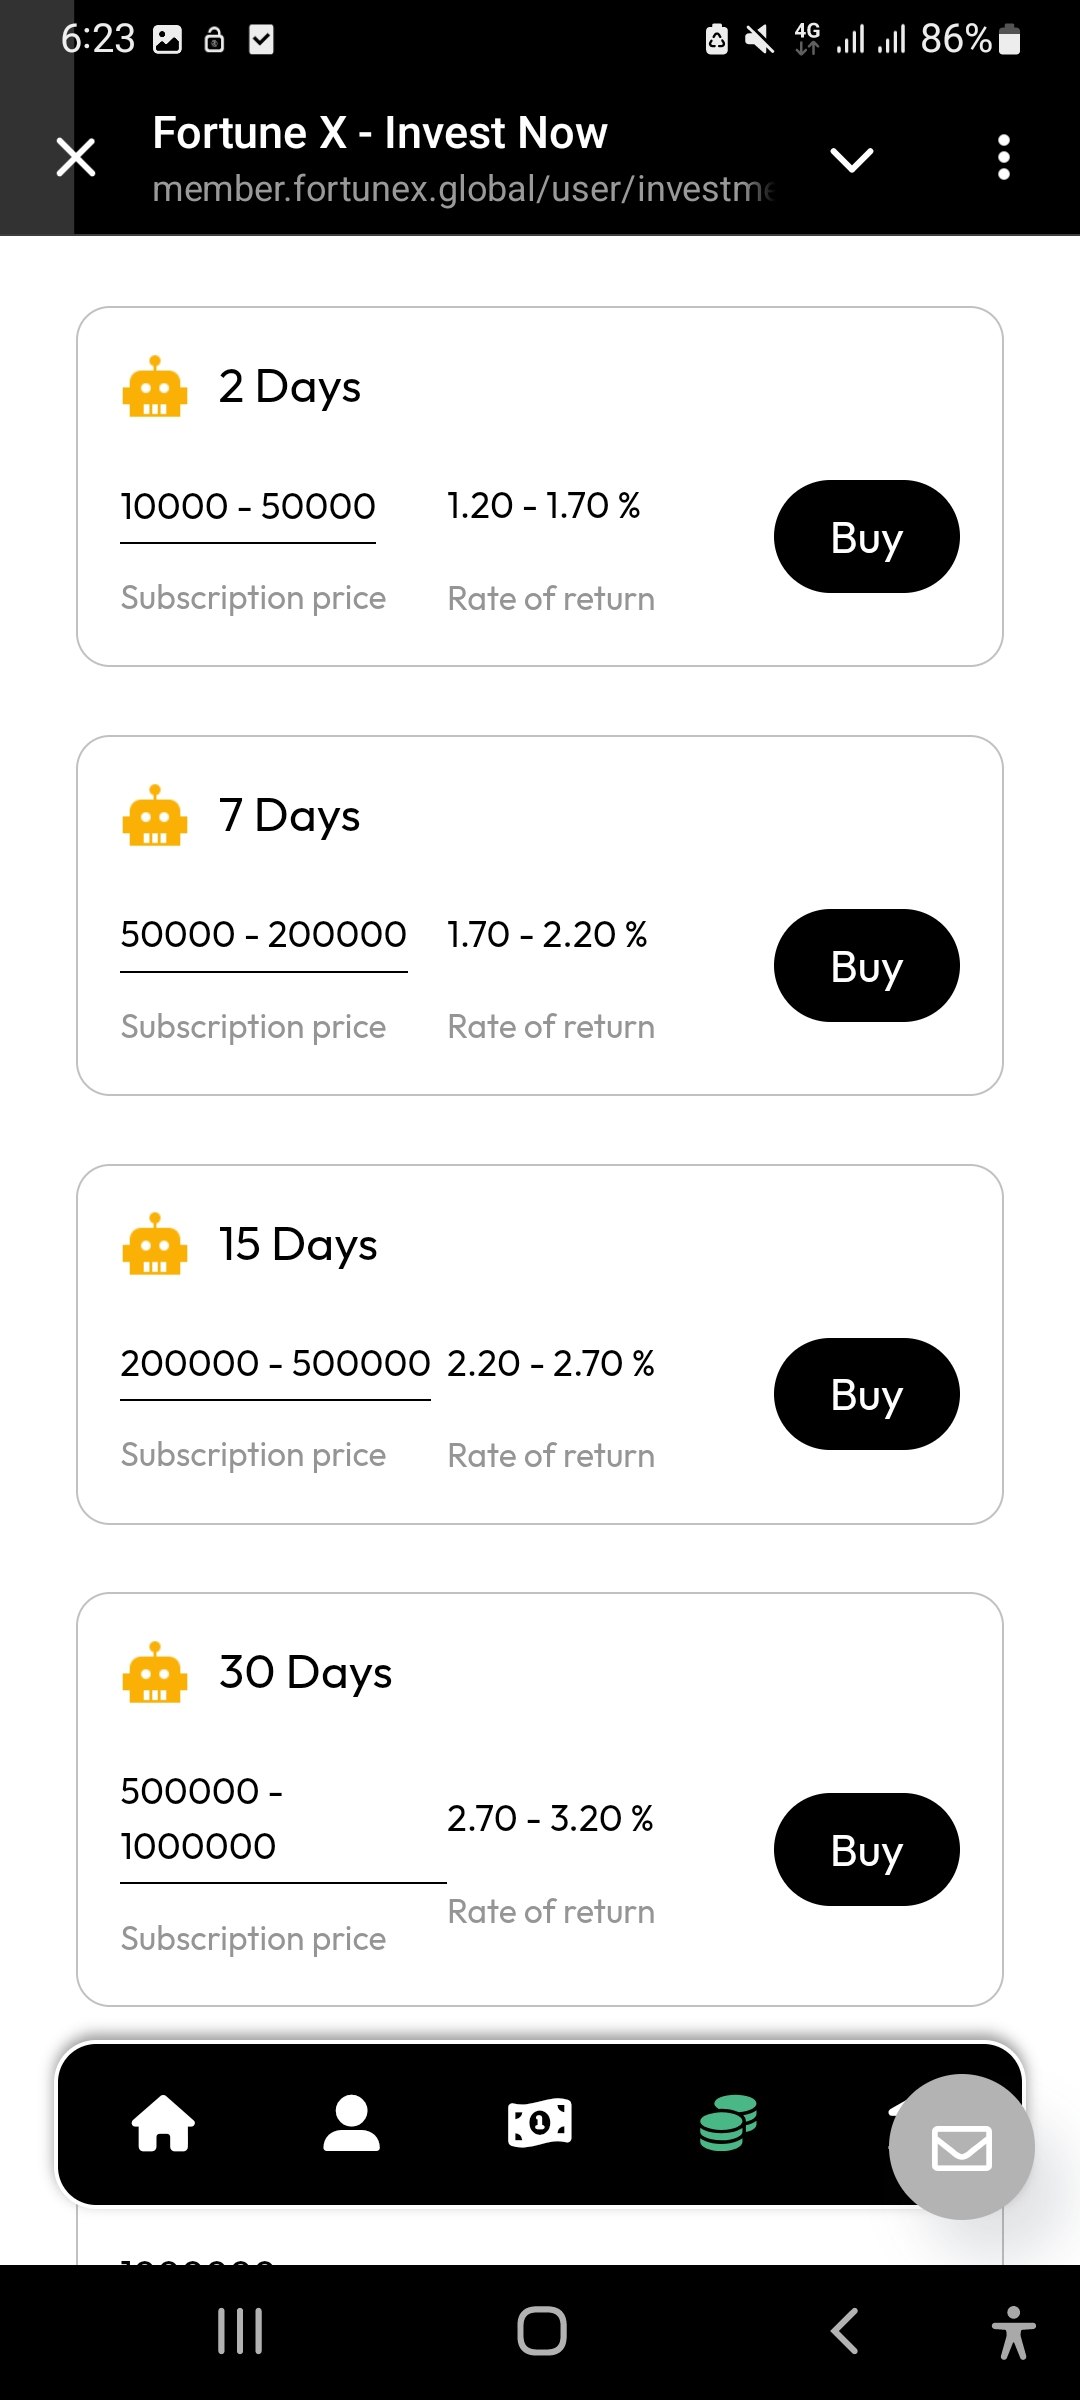 6:23
4G
86%
Fortune X - Invest Now
member.fortunex.global/user/investme
2 Days
10000 - 50000
1.20 - 1.70 %
Buy
Subscription price
Rate of return
7 Days
50000 - 200000
1.70 - 2.20 %
Buy
Subscription price
Rate of return
15 Days
200000 - 500000
2.20 - 2.70 %
Buy
Subscription price
Rate of return
30 Days
500000 -
1000000
2.70 - 3.20 %
Buy
Rate of return
Subscription price